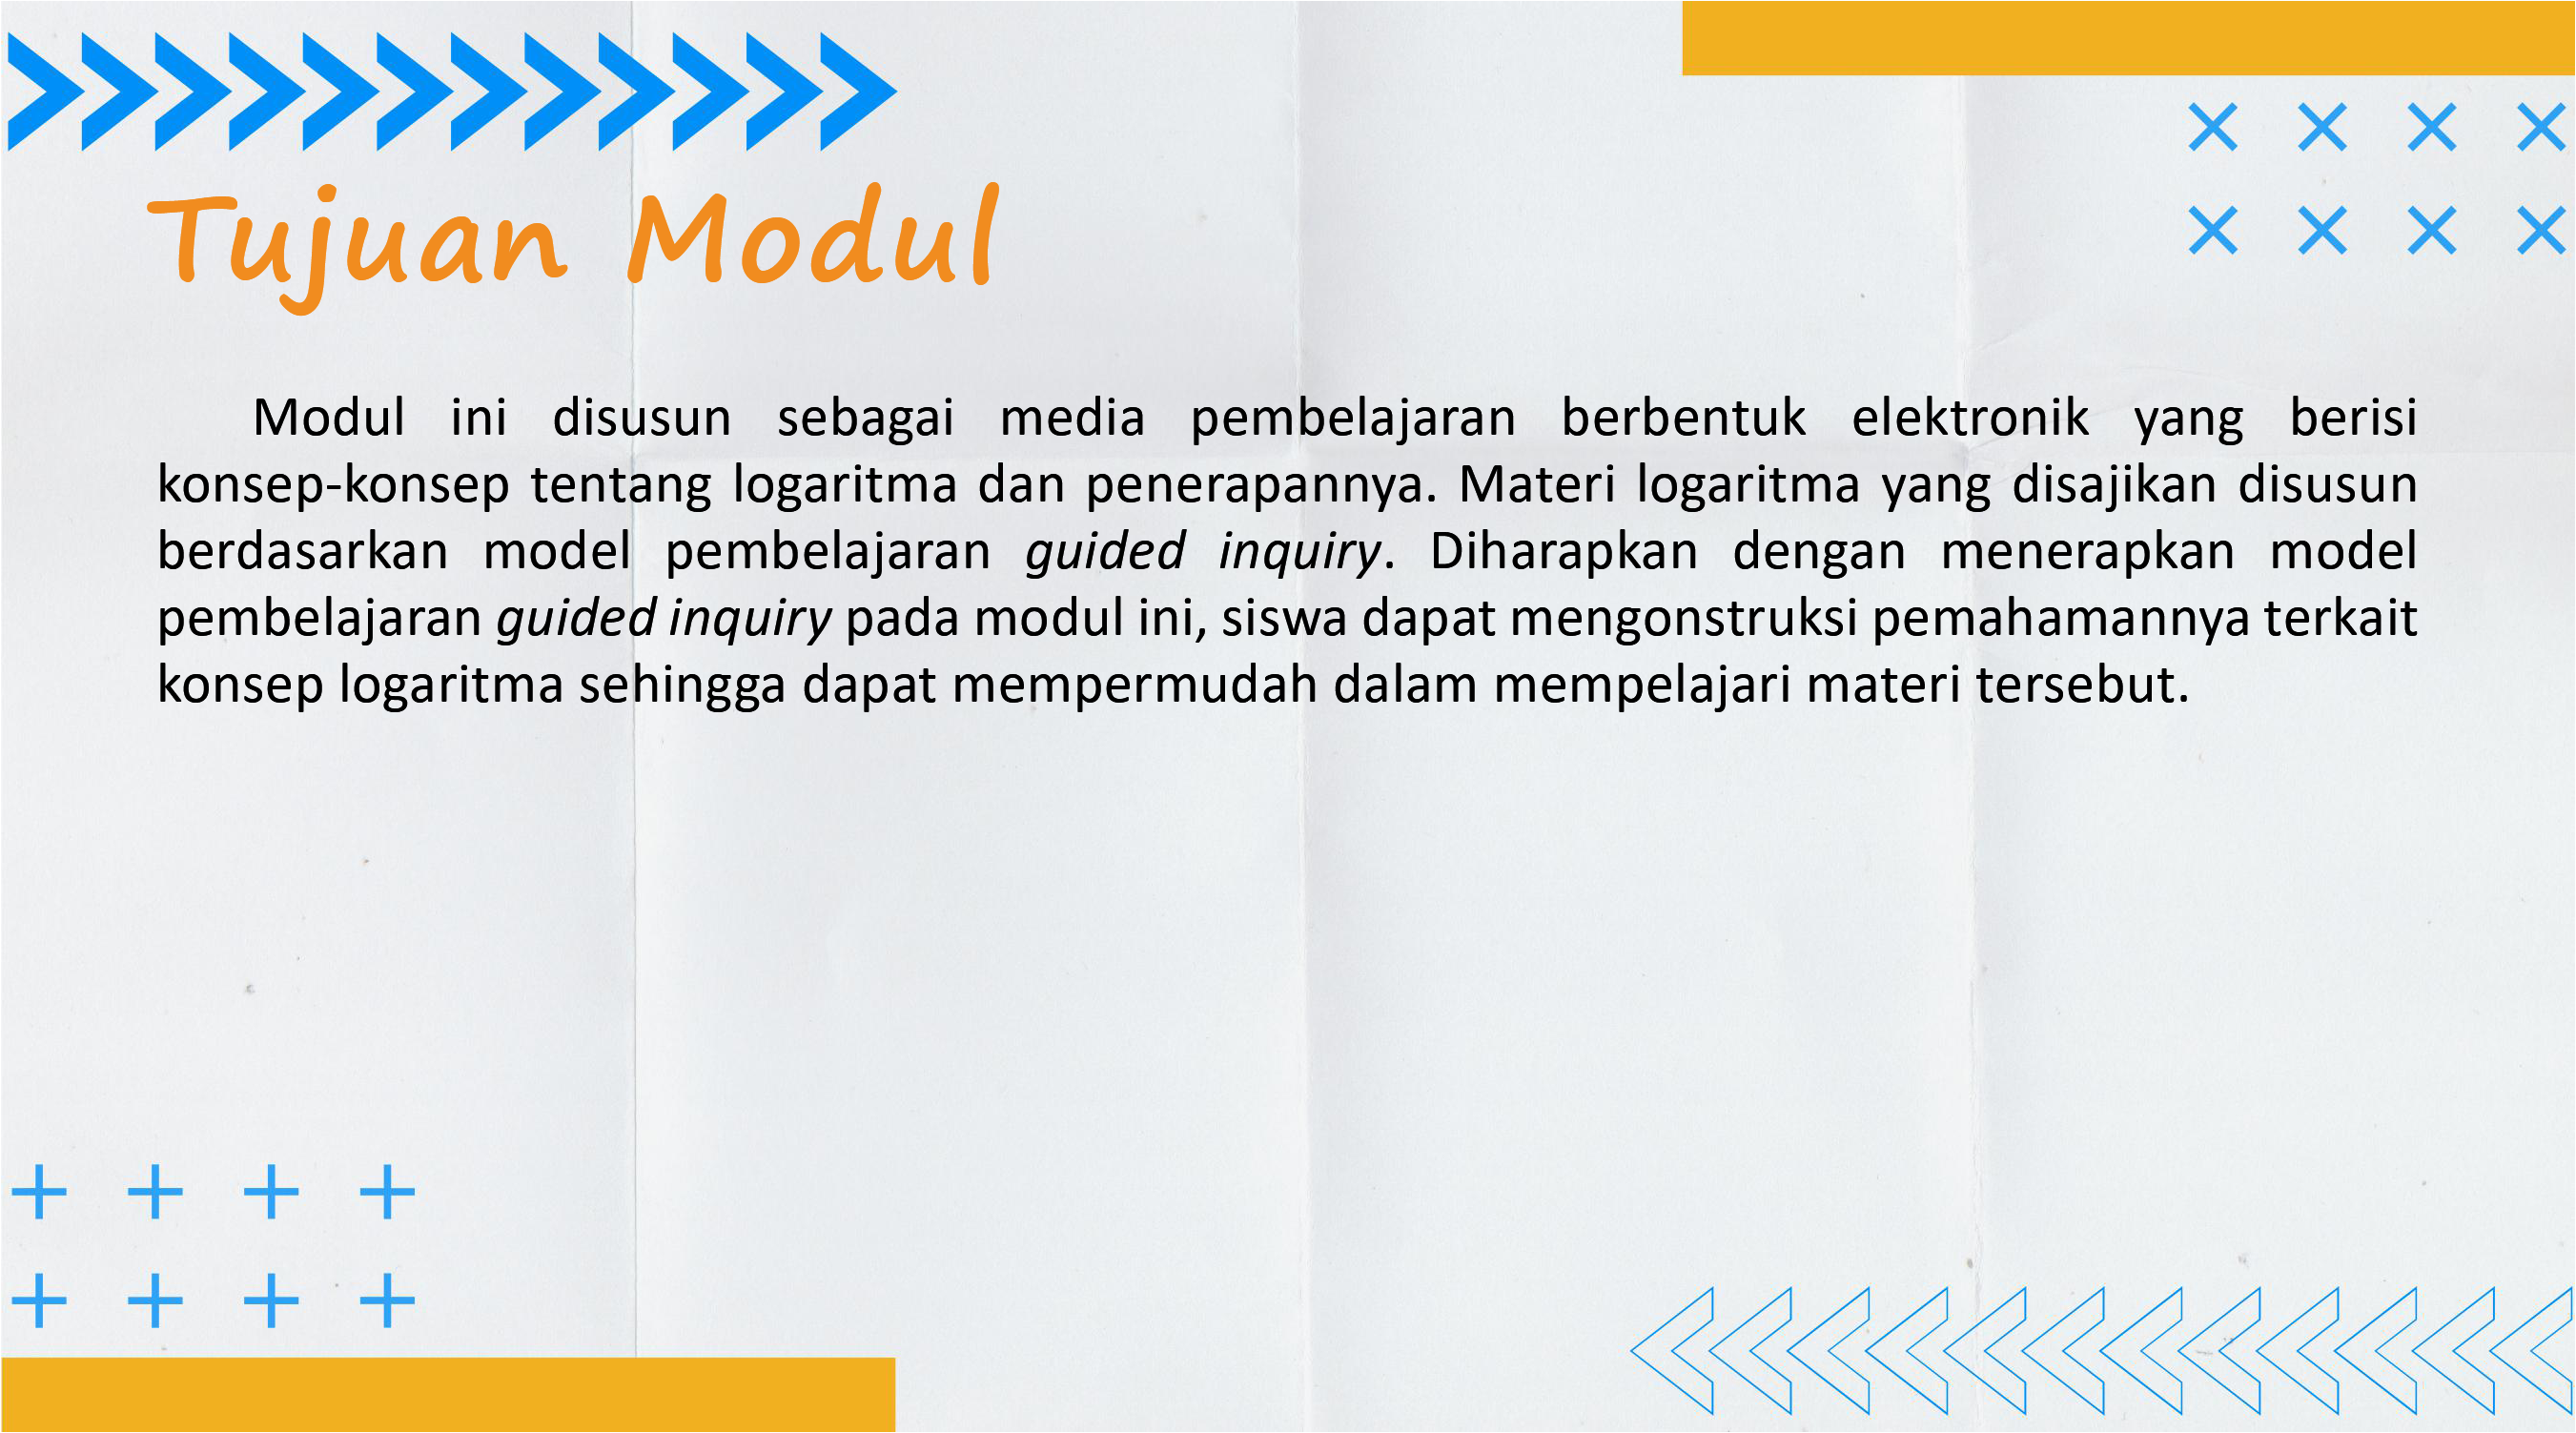 Tujuan Modul
Modul ini disusun sebagai media pembelajaran berbentuk elektronik yang berisi
konsep-konsep tentang logaritma dan penerapannya. Materi logaritma yang disajikan disusun
berdasarkan model pembelajaran guided inquiry. Diharapkan dengan menerapkan model
pembelajaran guided inquiry pada modul ini, siswa dapat mengonstruksi pemahamannya terkait
konsep logaritma sehingga dapat mempermudah dalam mempelajari materi tersebut.